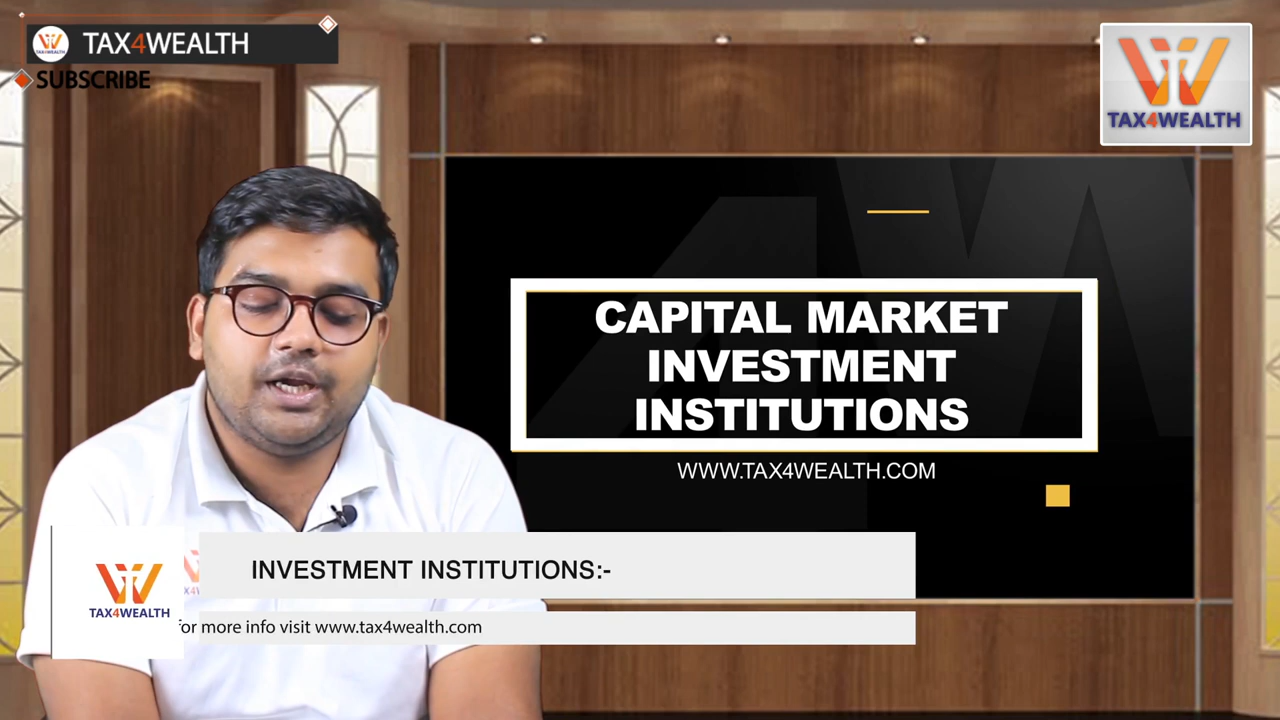 TAX4WEALTH
SUBSCRIBE
TAX4WEALTH
CAPITAL MARKET
INVESTMENT
INSTITUTIONS
WWW.TAX4WEALTH.COM
INVESTMENT INSTITUTIONS:-
TAX4WEALTH
for more info visit www.tax4wealth.com